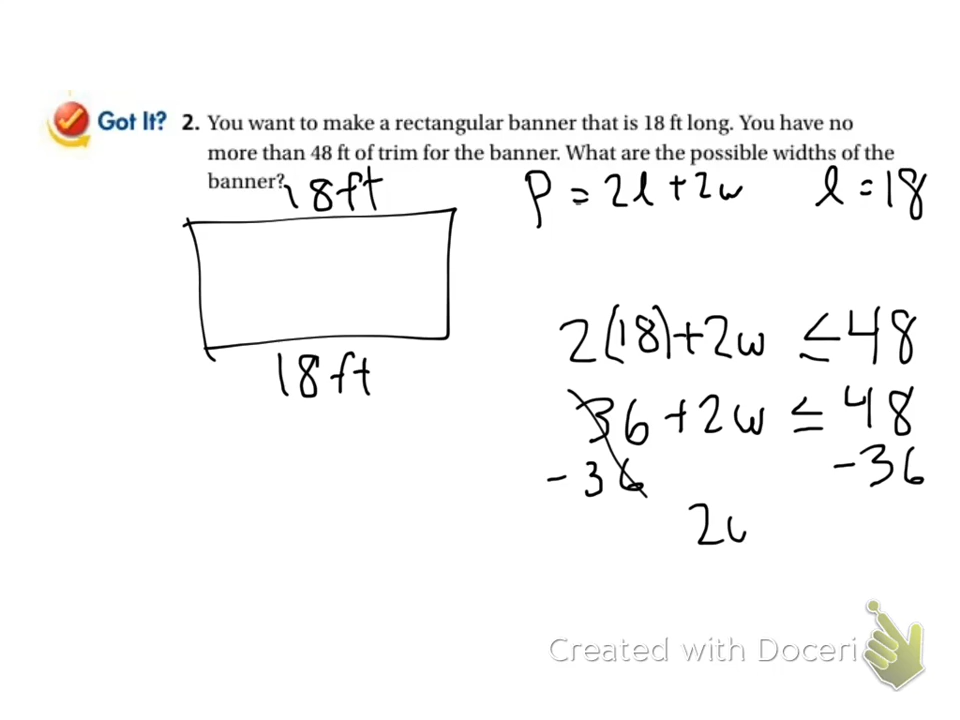 Got It? 2. You want to make a rectangular banner that is 18 ft long. You have no
more than 48 ft of trim for the banner. What are the possible widths of the
banner?
18ft
P = 2l + 2w l = 18
18ft
2(18) + 2w ≤ 48
36 + 2w ≤ 48
- 36 - 36
2
Created with Doceri